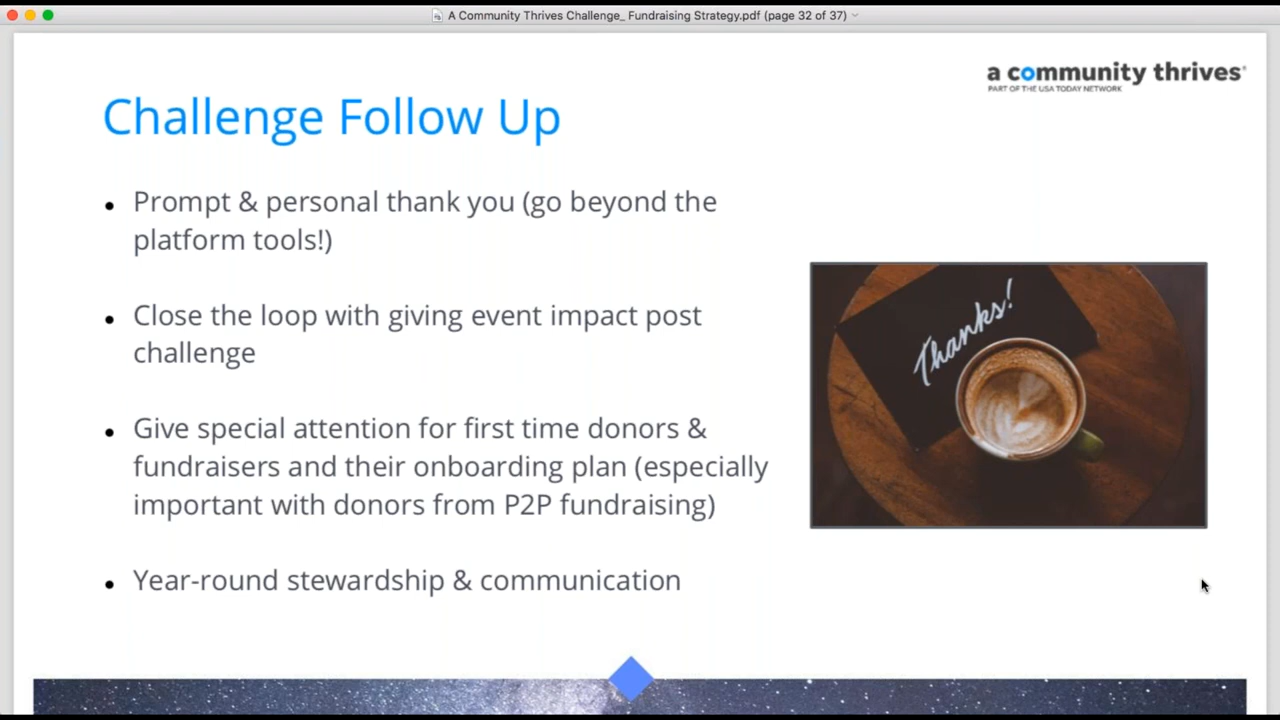 A Community Thrives Challenge_ Fundraising Strategy.pdf (page 32 of 37)
a community thrives
PART OF THE USA TODAY NETWORK
Challenge Follow Up
• Prompt & personal thank you (go beyond the
platform tools!)
• Close the loop with giving event impact post
challenge
• Give special attention for first time donors &
fundraisers and their onboarding plan (especially
important with donors from P2P fundraising)
• Year-round stewardship & communication
Thanks!